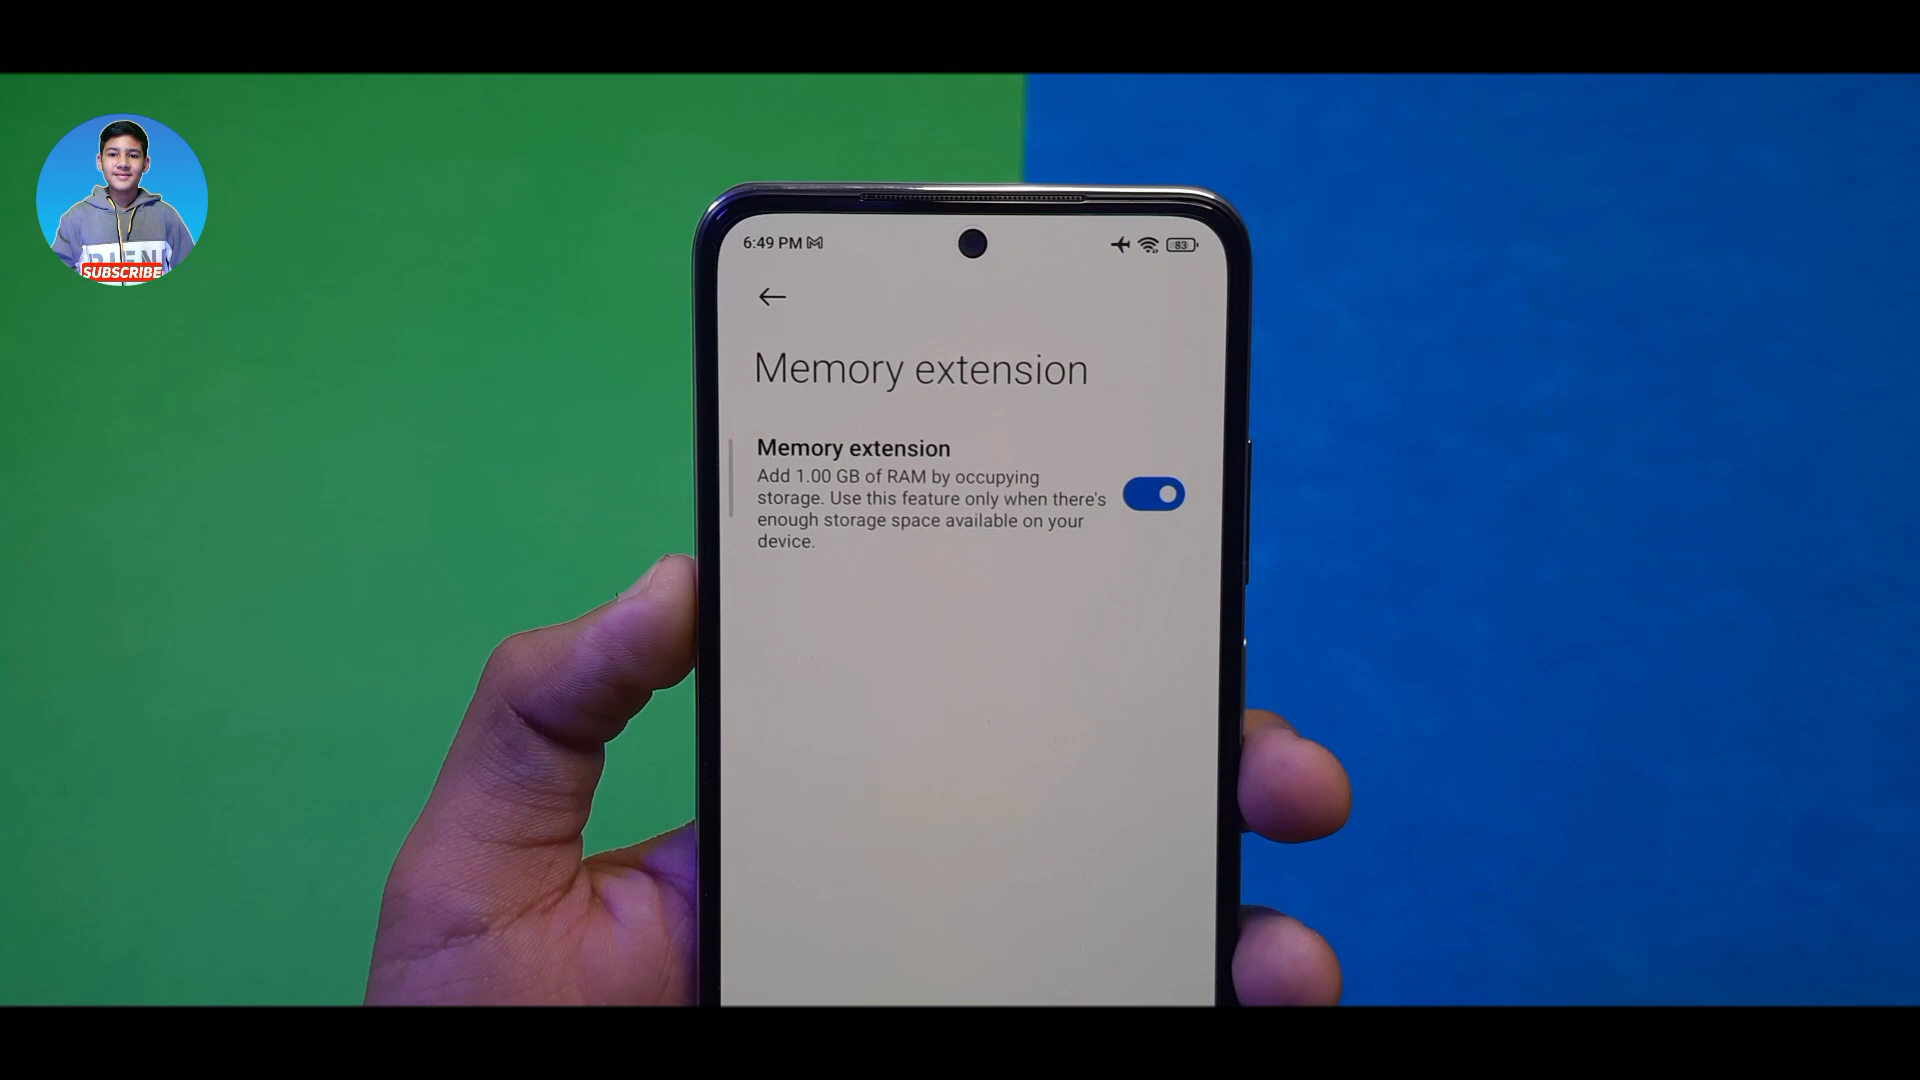 6:49 PM
83
Memory extension
Memory extension
Add 1.00 GB of RAM by occupying
storage. Use this feature only when there's
enough storage space available on your
device.
SUBSCRIBE